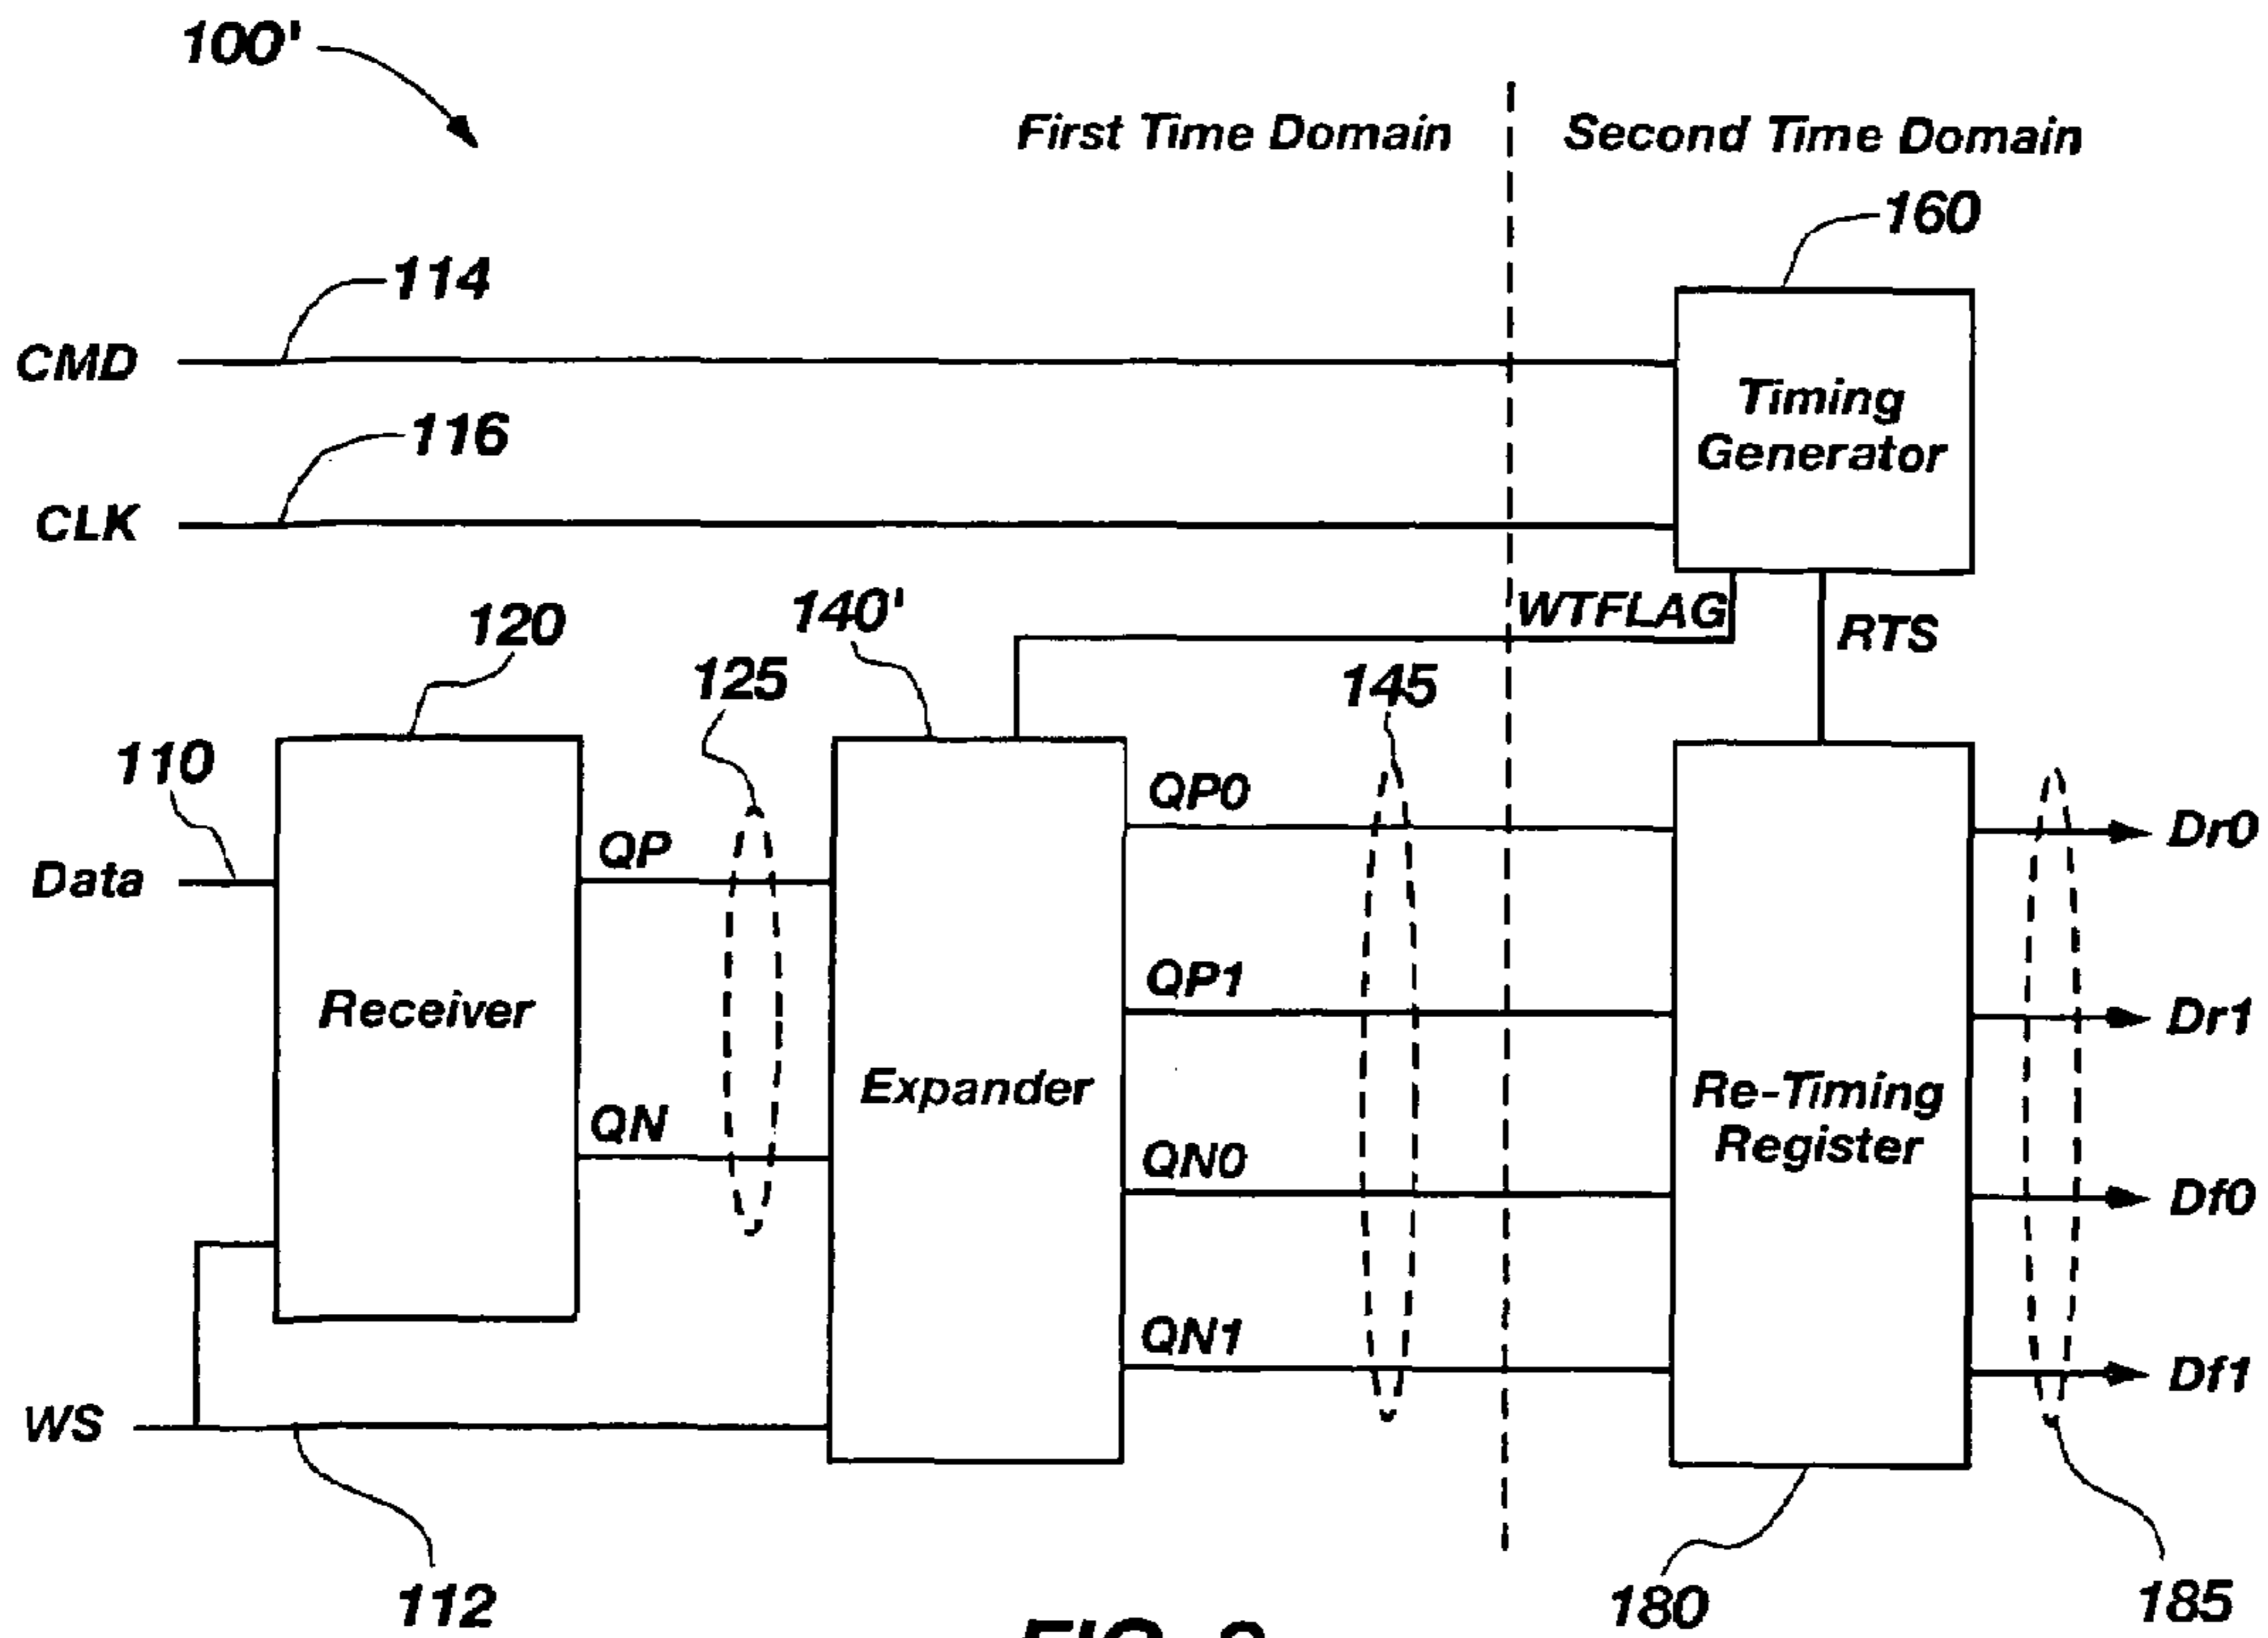 100'
First Time Domain
Second Time Domain
160
114
CMD
Timing
Generator
116
CLK
WTFLAG
RTS
120
140'
125
145
110
Data
QP
QP0
Dr0
Receiver
QP1
Dr1
Expander
Re-Timing
Register
QN
QN0
Df0
QN1
Df1
WS
112
180
185